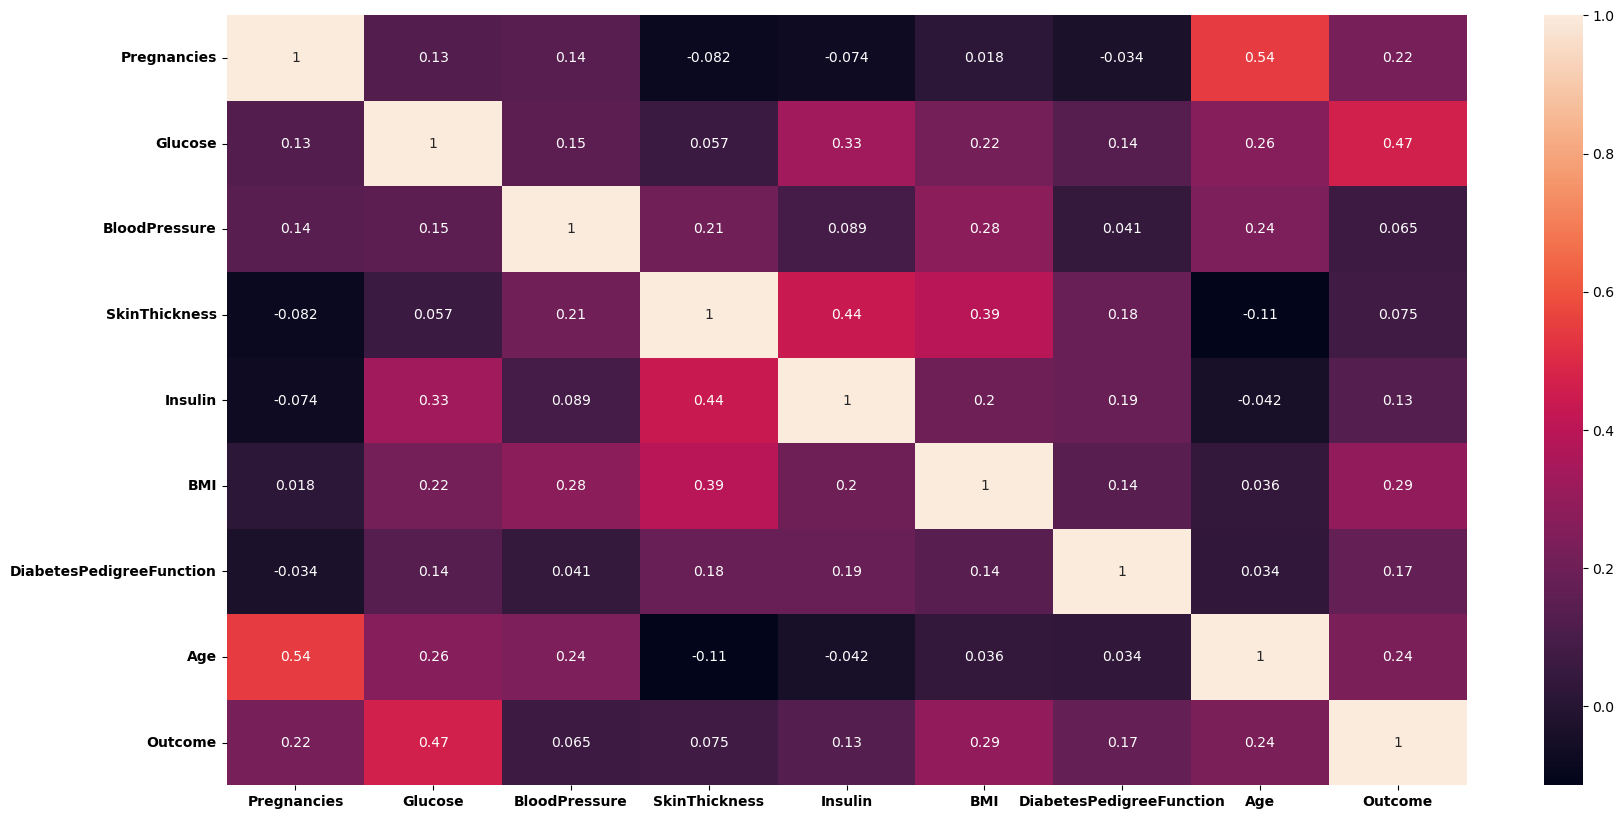 1.0
Pregnancies 1 0.13 0.14 -0.082 -0.074 0.018 -0.034 0.54 0.22
0.8
Glucose 0.13 1 0.15 0.057 0.33 0.22 0.14 0.26 0.47
BloodPressure 0.14 0.15 1 0.21 0.089 0.28 0.041 0.24 0.065
0.6
SkinThickness -0.082 0.057 0.21 1 0.44 0.39 0.18 -0.11 0.075
Insulin -0.074 0.33 0.089 0.44 1 0.2 0.19 -0.042 0.13
0.4
BMI 0.018 0.22 0.28 0.39 0.2 1 0.14 0.036 0.29
0.2
DiabetesPedigreeFunction -0.034 0.14 0.041 0.18 0.19 0.14 1 0.034 0.17
Age 0.54 0.26 0.24 -0.11 -0.042 0.036 0.034 1 0.24
0.0
Outcome 0.22 0.47 0.065 0.075 0.13 0.29 0.17 0.24 1
Pregnancies Glucose BloodPressure SkinThickness Insulin BMI DiabetesPedigreeFunction Age Outcome